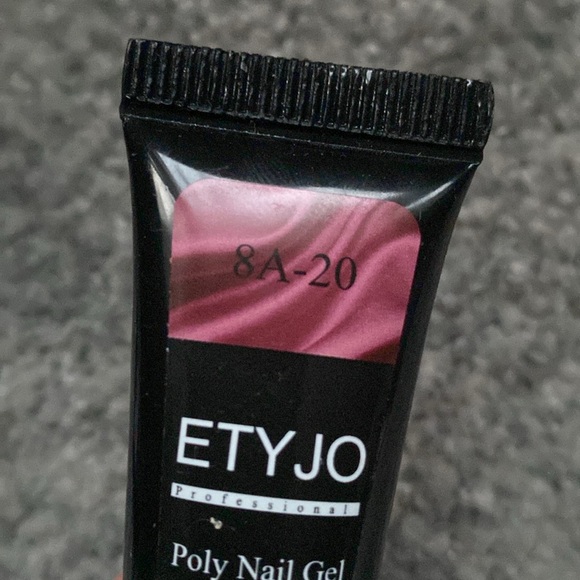 8A-20
ETYJO
Professional
Poly Nail Gel